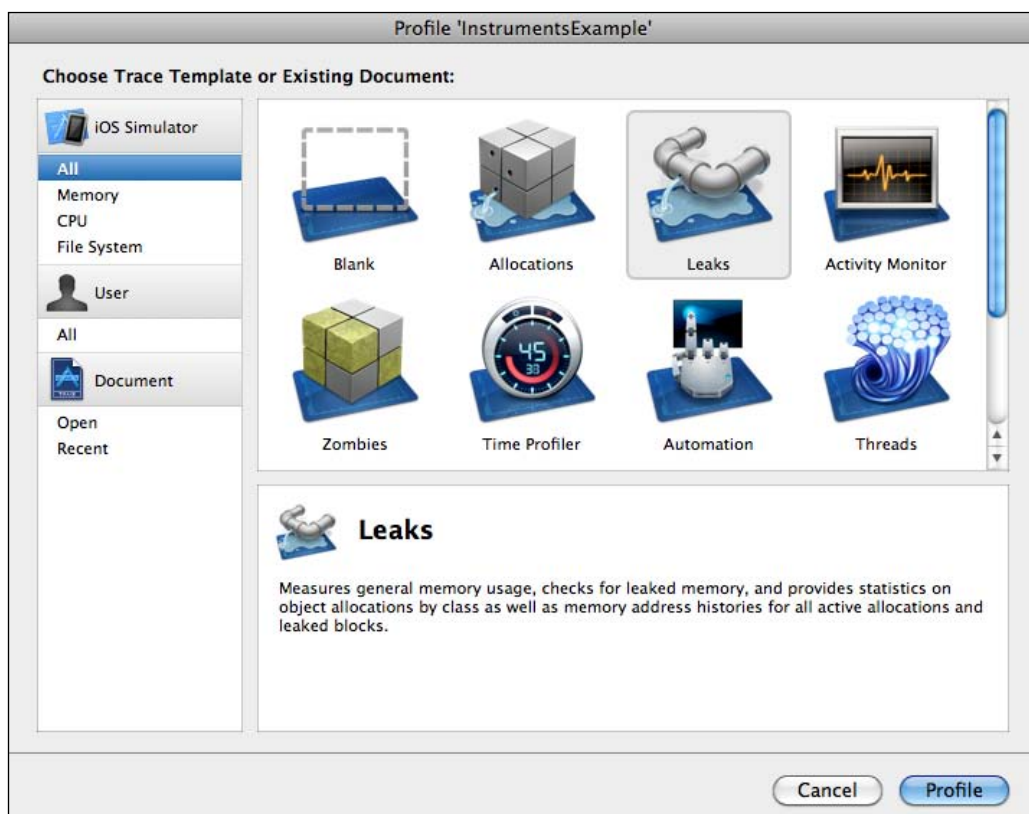 Profile 'InstrumentsExample'
Choose Trace Template or Existing Document:
iOS Simulator
All
Memory
CPU
File System
User
All
Document
Open
Recent
Blank
Allocations
Leaks
Activity Monitor
45
38
Zombies
Time Profiler
Automation
Threads
Leaks
Measures general memory usage, checks for leaked memory, and provides statistics on
object allocations by class as well as memory address histories for all active allocations and
leaked blocks.
Cancel
Profile